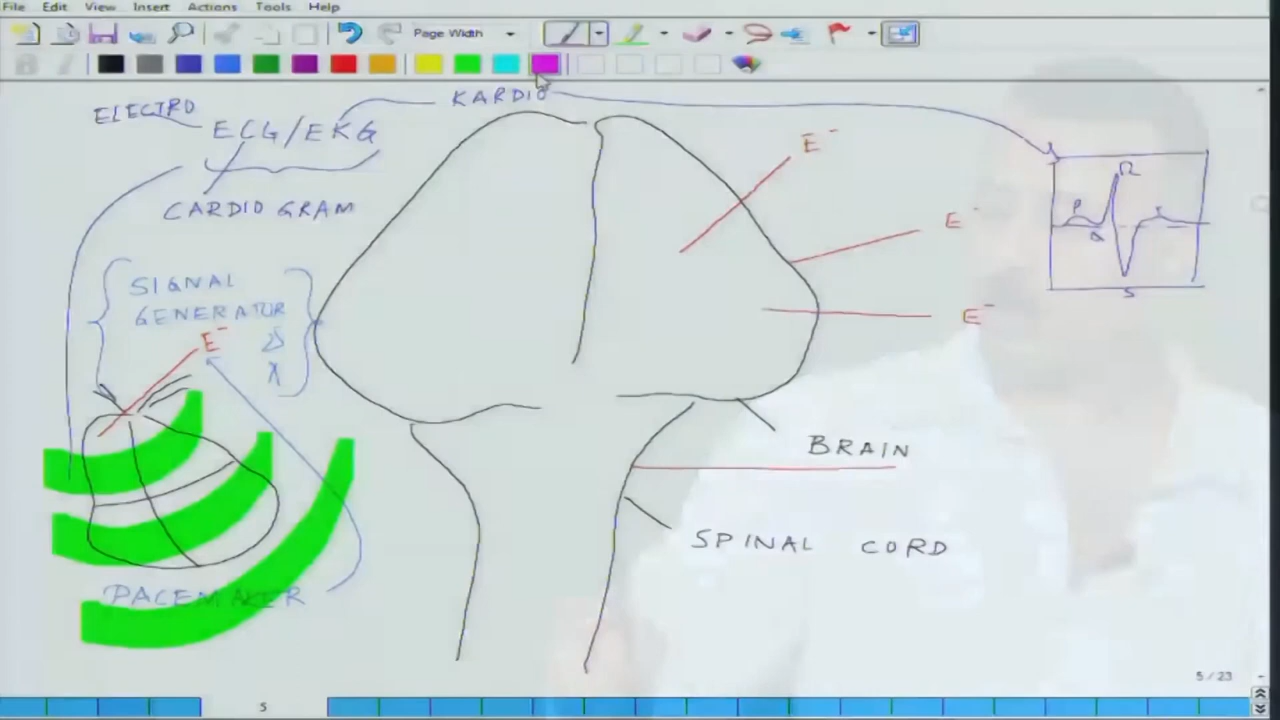 File Edit View Insert Actions Tools Help
Page Width
ELECTRO
KARDIO
ECG/EKG
CARDIO GRAM
SIGNAL
GENERATOR
E⁻
PACEMAKER
E⁻
E⁻
E⁻
BRAIN
SPINAL CORD
P
R
Q
S
5 / 23
5